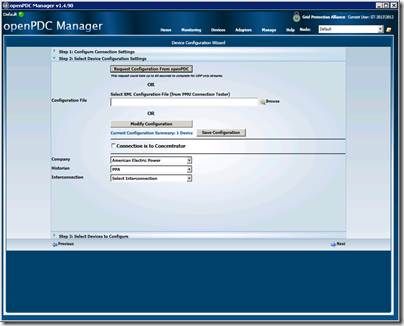 openPDC Manager v1.4.90
Default
Grid Protection Alliance Current User:
openPDC Manager
Home Monitoring Devices Adapters Manage Help Node: Default
Device Configuration Wizard
Step 1: Configure Connection Settings
Step 2: Select Device Configuration Settings
Request Configuration From openPDC
This request could take up to 60 seconds to complete for UDP only streams.
OR
Select XML Configuration File (from PMU Connection Tester)
Configuration File Browse
OR
Modify Configuration
Current Configuration Summary: 1 Device Save Configuration
Connection is to Concentrator
Company American Electric Power
Historian PPA
Interconnection Select Interconnection
Step 3: Select Devices to Configure
Previous Next